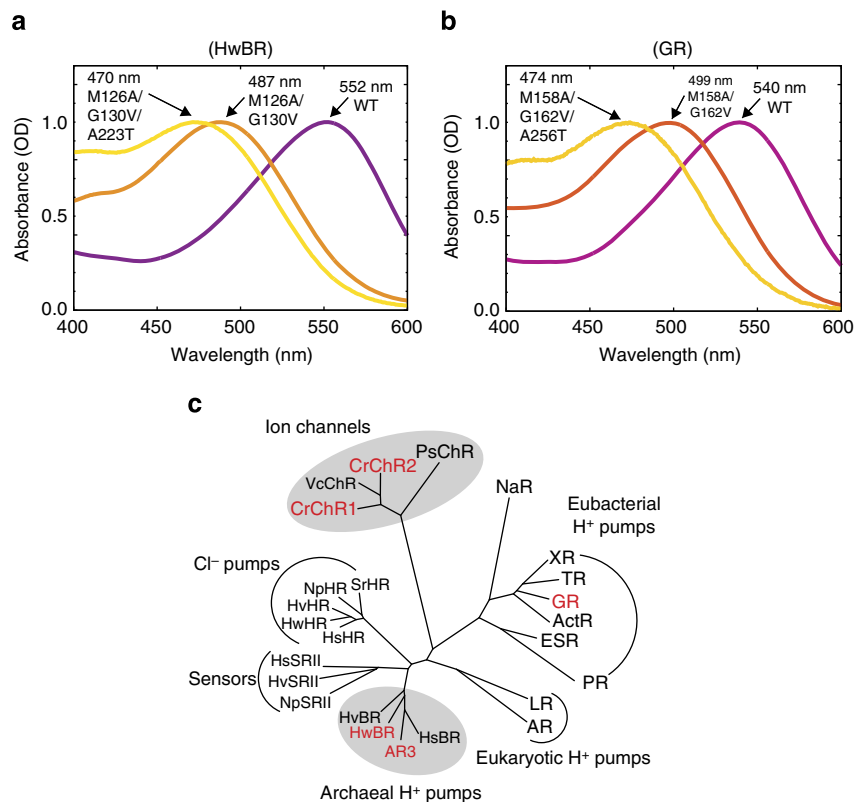 a
(HwBR)
470 nm
M126A/
G130V/
A223T
487 nm
M126A/
G130V
552 nm
WT
Absorbance (OD)
1.0
0.5
0.0
400
450
500
550
600
Wavelength (nm)
b
(GR)
474 nm
M158A/
G162V/
A256T
499 nm
M158A/
G162V
540 nm
WT
Absorbance (OD)
1.0
0.5
0.0
400
450
500
550
600
Wavelength (nm)
c
Ion channels
PsChR
CrChR2
VcChR
CrChR1
NaR
Eubacterial
H⁺ pumps
XR
TR
GR
ActR
ESR
PR
Cl⁻ pumps
SrHR
NpHR
HvHR
HwHR
HsHR
Sensors
HsSRII
HvSRII
NpSRII
HvBR
HwBR
AR3
HsBR
Archaeal H⁺ pumps
LR
AR
Eukaryotic H⁺ pumps